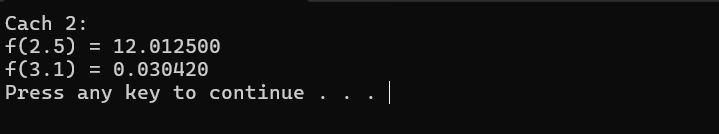 Cach 2:
f(2.5) = 12.012500
f(3.1) = 0.030420
Press any key to continue . . .